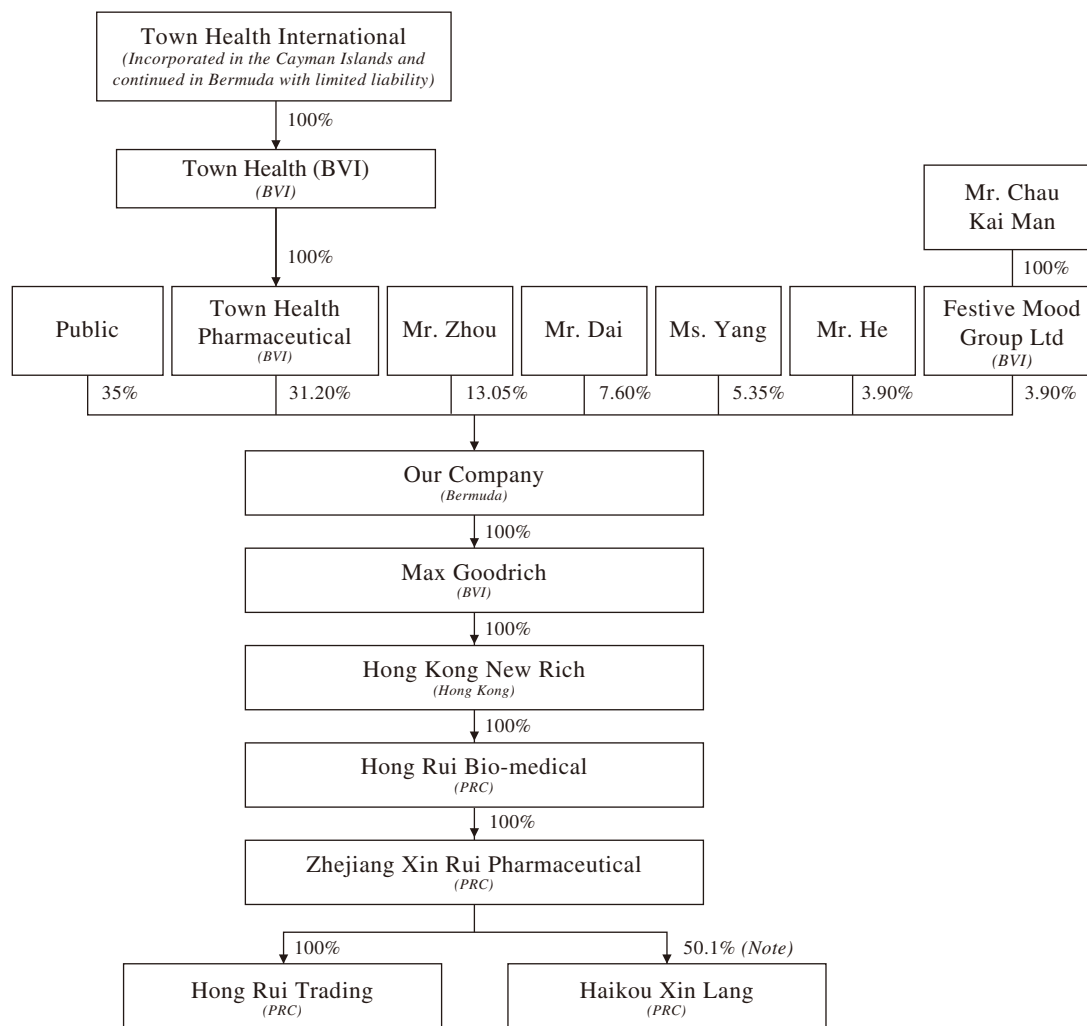 Town Health International
(Incorporated in the Cayman Islands and
continued in Bermuda with limited liability)
100%
Town Health (BVI)
(BVI)
Mr. Chau
Kai Man
100%
100%
Public
Town Health
Pharmaceutical
(BVI)
Mr. Zhou
Mr. Dai
Ms. Yang
Mr. He
Festive Mood
Group Ltd
(BVI)
35%
31.20%
13.05%
7.60%
5.35%
3.90%
3.90%
Our Company
(Bermuda)
100%
Max Goodrich
(BVI)
100%
Hong Kong New Rich
(Hong Kong)
100%
Hong Rui Bio-medical
(PRC)
100%
Zhejiang Xin Rui Pharmaceutical
(PRC)
100%
50.1% (Note)
Hong Rui Trading
(PRC)
Haikou Xin Lang
(PRC)